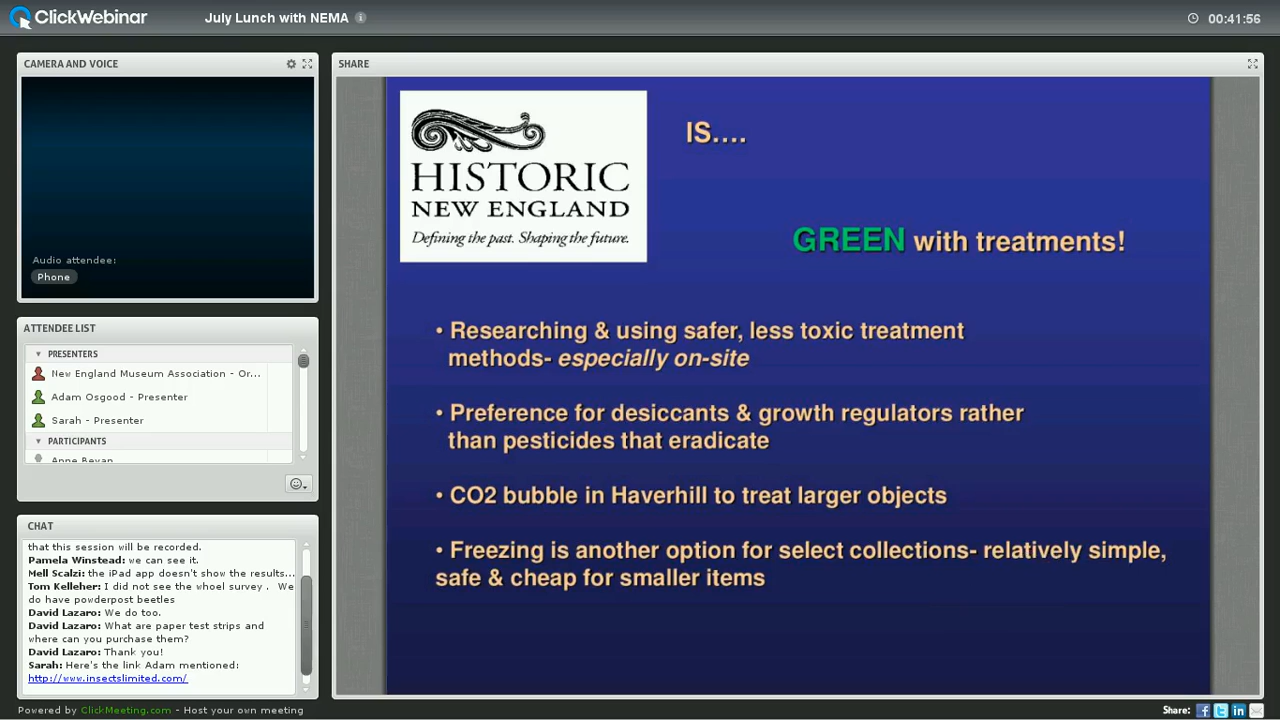 ClickWebinar
July Lunch with NEMA
00:41:56
CAMERA AND VOICE
Audio attendee:
Phone
ATTENDEE LIST
PRESENTERS
New England Museum Association - Or...
Adam Osgood - Presenter
Sarah - Presenter
PARTICIPANTS
Anne Bevan
CHAT
that this session will be recorded.
Pamela Winstead: we can see it.
Mell Scalzi: the iPad app doesn't show the results...
Tom Kelleher: I did not see the whoel survey . We
do have powderpost beetles
David Lazaro: We do too.
David Lazaro: What are paper test strips and
where can you purchase them?
David Lazaro: Thank you!
Sarah: Here's the link Adam mentioned:
http://www.insectslimited.com/
SHARE
HISTORIC
NEW ENGLAND
Defining the past. Shaping the future.
IS....
GREEN with treatments!
• Researching & using safer, less toxic treatment
methods- especially on-site
• Preference for desiccants & growth regulators rather
than pesticides that eradicate
• CO2 bubble in Haverhill to treat larger objects
• Freezing is another option for select collections- relatively simple,
safe & cheap for smaller items
Powered by ClickMeeting.com - Host your own meeting
Share: